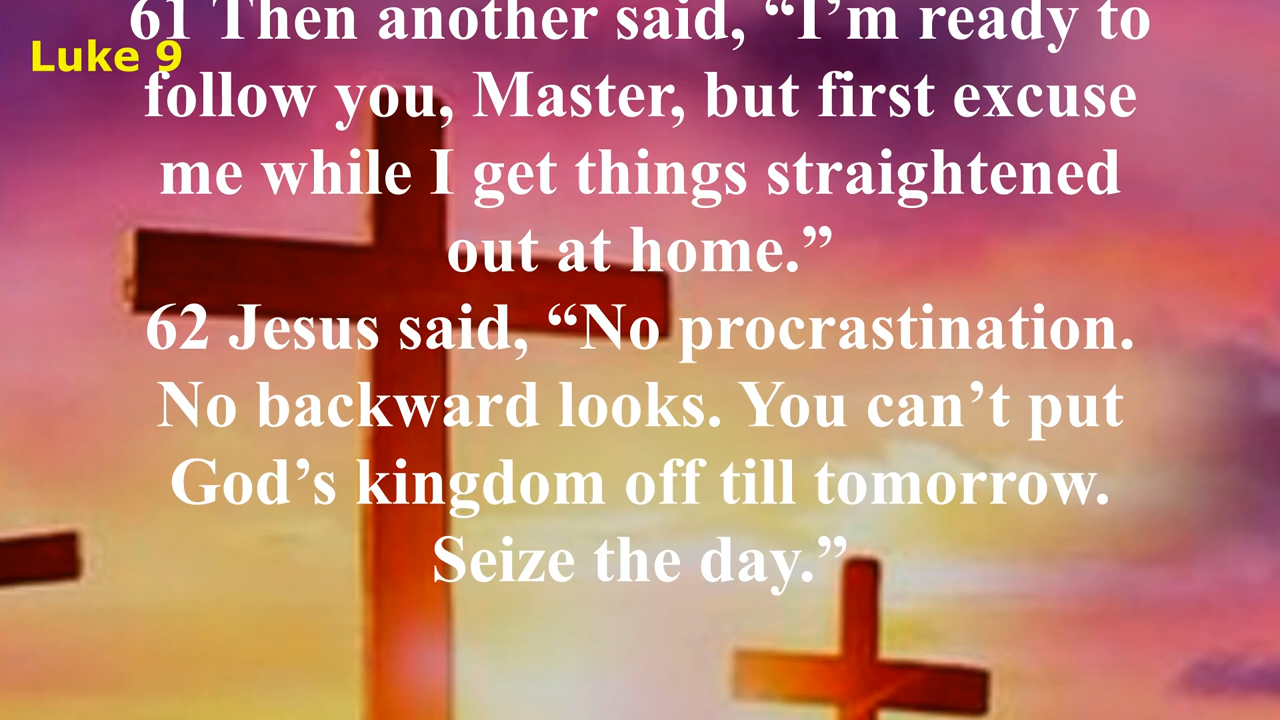 61 Then another said, “I’m ready to
Luke 9
follow you, Master, but first excuse
me while I get things straightened
out at home.”
62 Jesus said, “No procrastination.
No backward looks. You can’t put
God’s kingdom off till tomorrow.
Seize the day.”